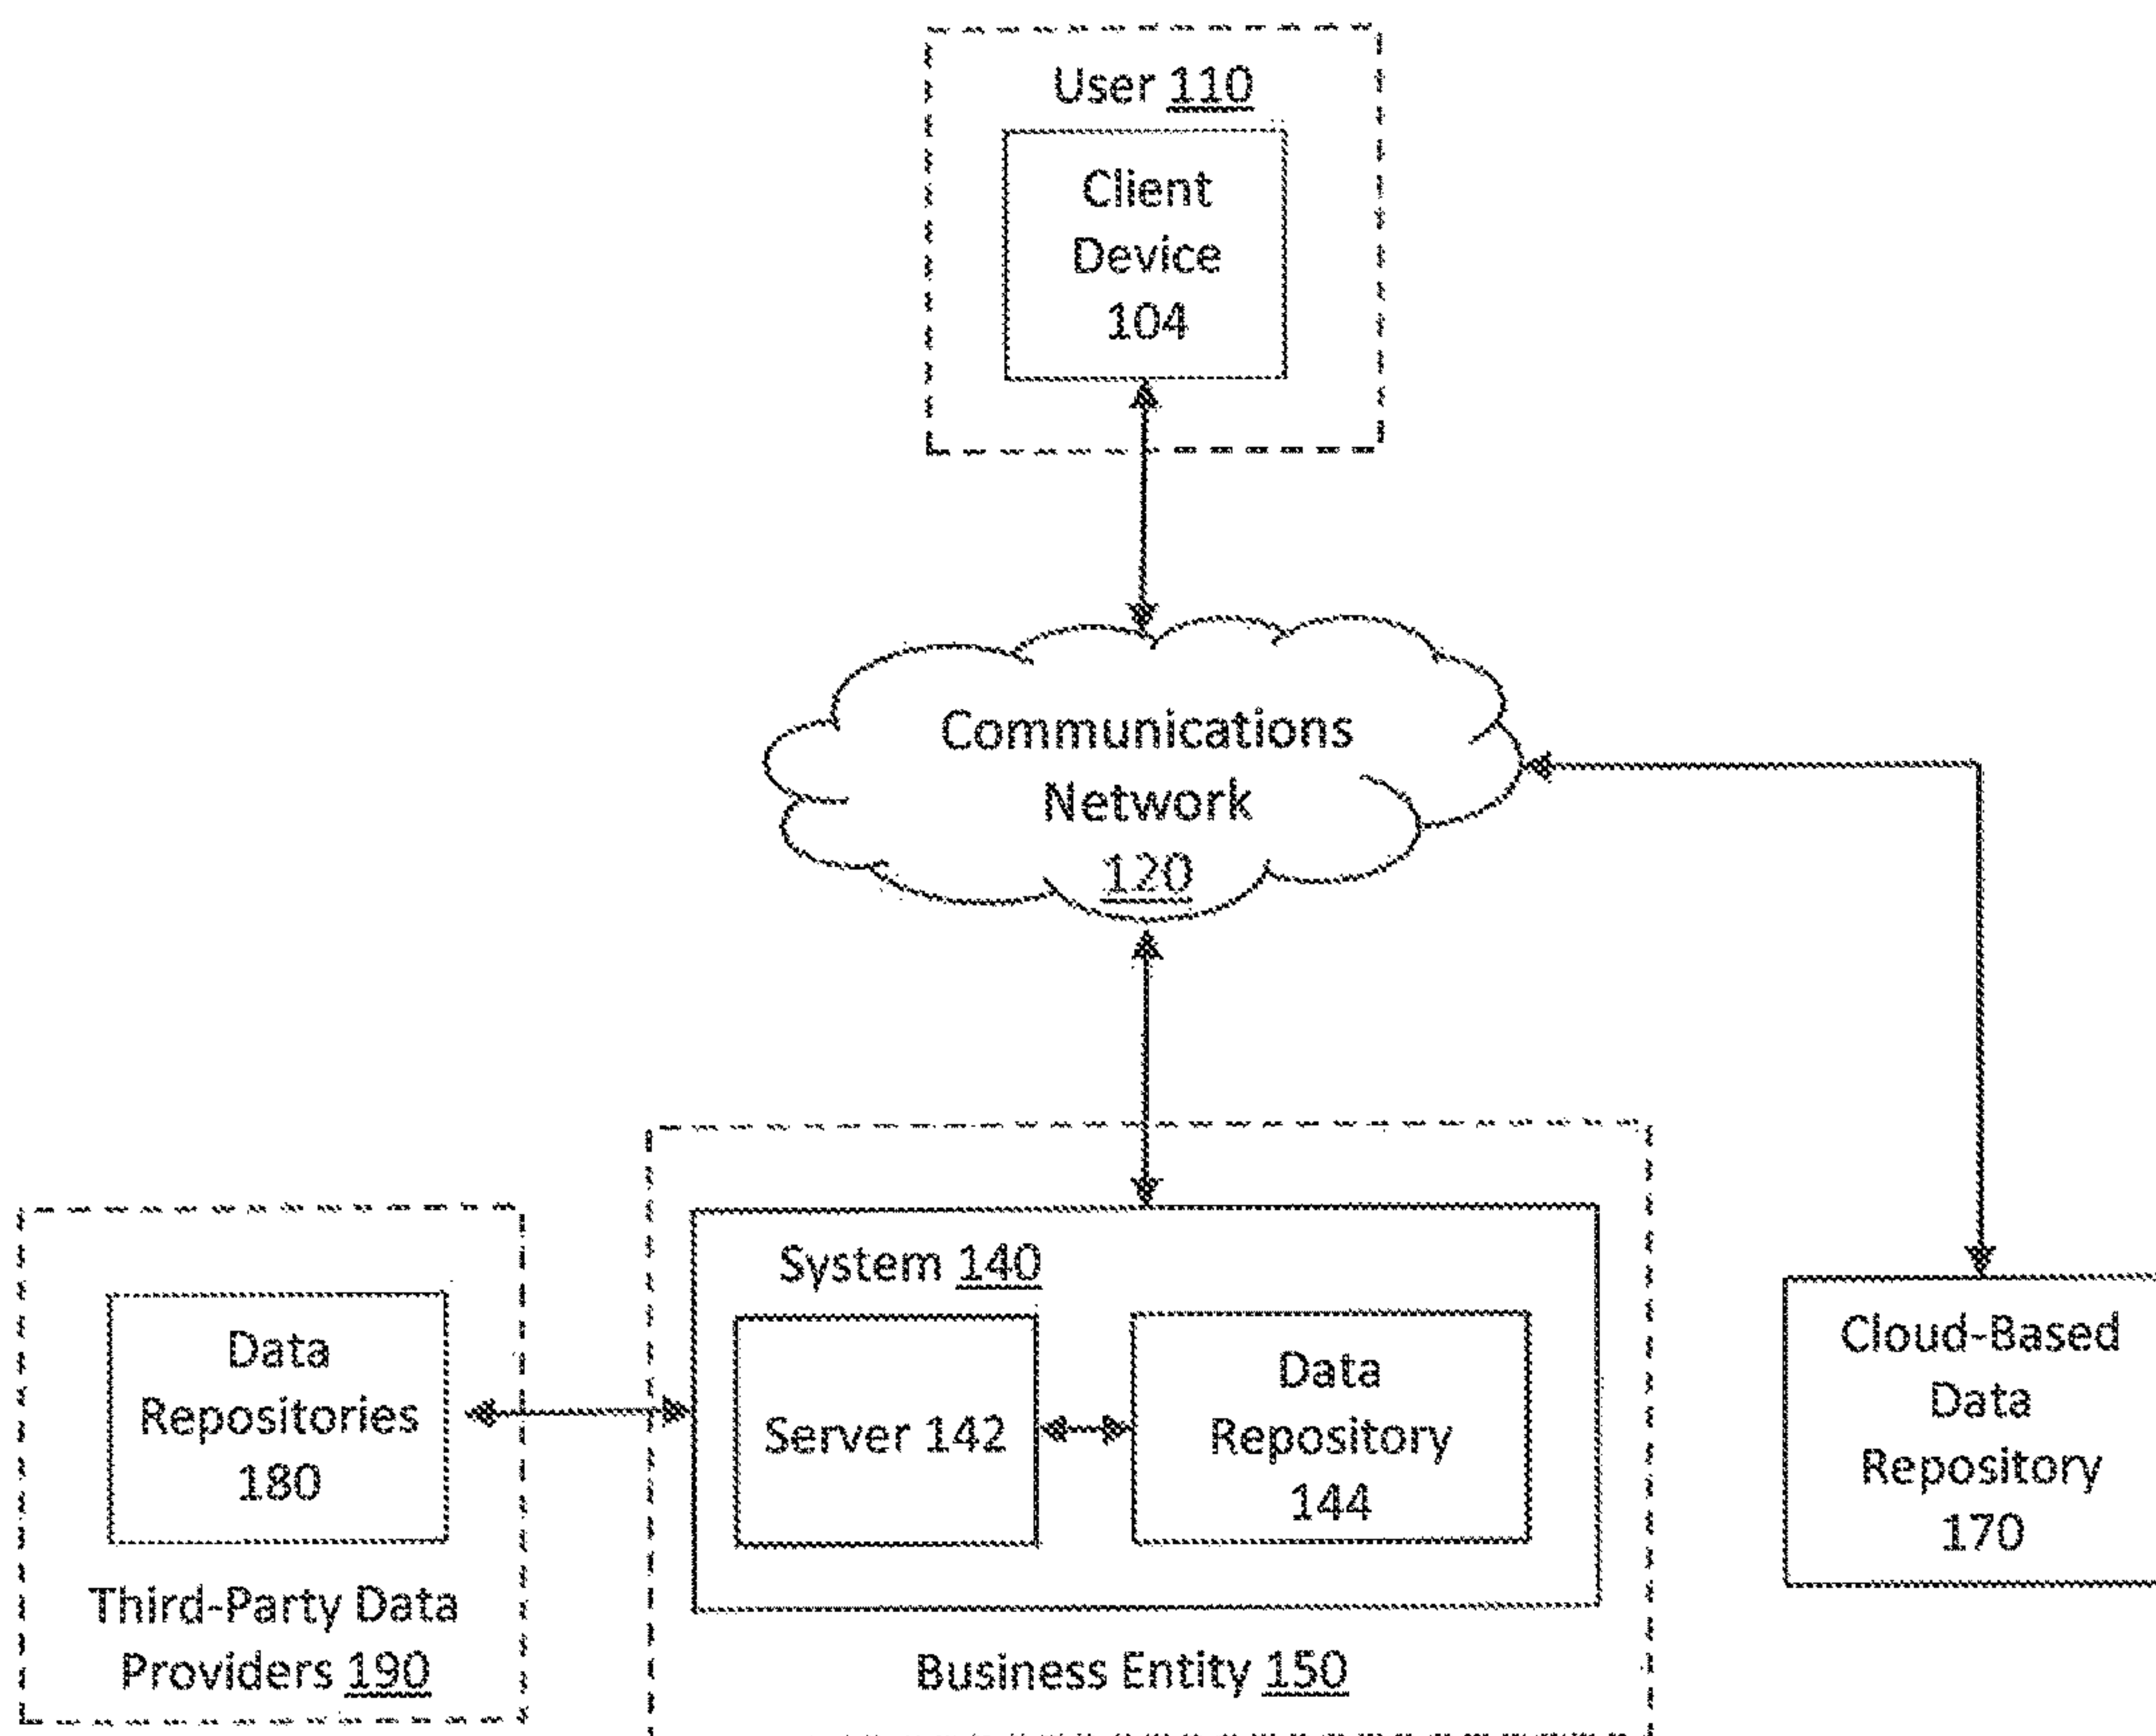 User 110
Client
Device
104
Communications
Network
120
System 140
Server 142
Data
Repository
144
Business Entity 150
Data
Repositories
180
Third-Party Data
Providers 190
Cloud-Based
Data
Repository
170